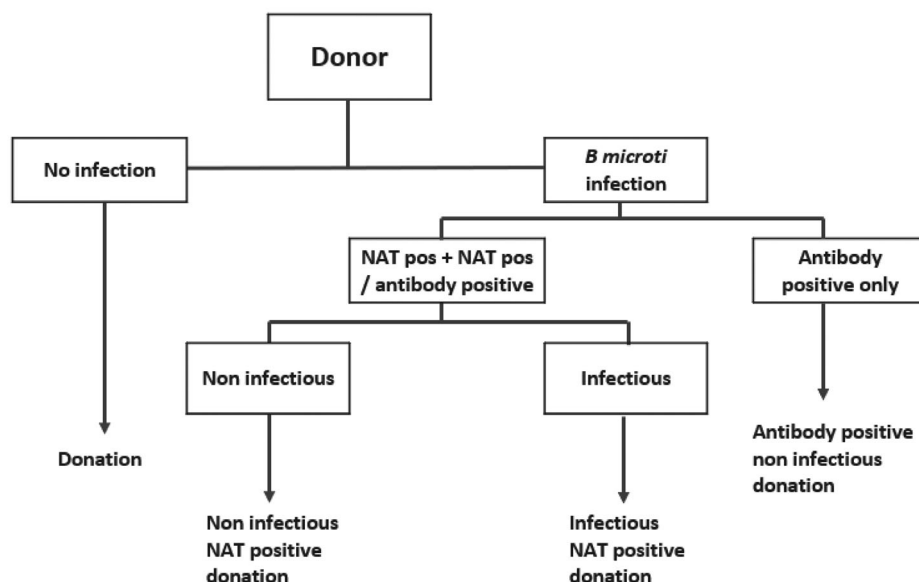 Donor
No infection
B microti
infection
NAT pos + NAT pos
/ antibody positive
Antibody
positive only
Non infectious
Infectious
Donation
Antibody positive
non infectious
donation
Non infectious
NAT positive
donation
Infectious
NAT positive
donation